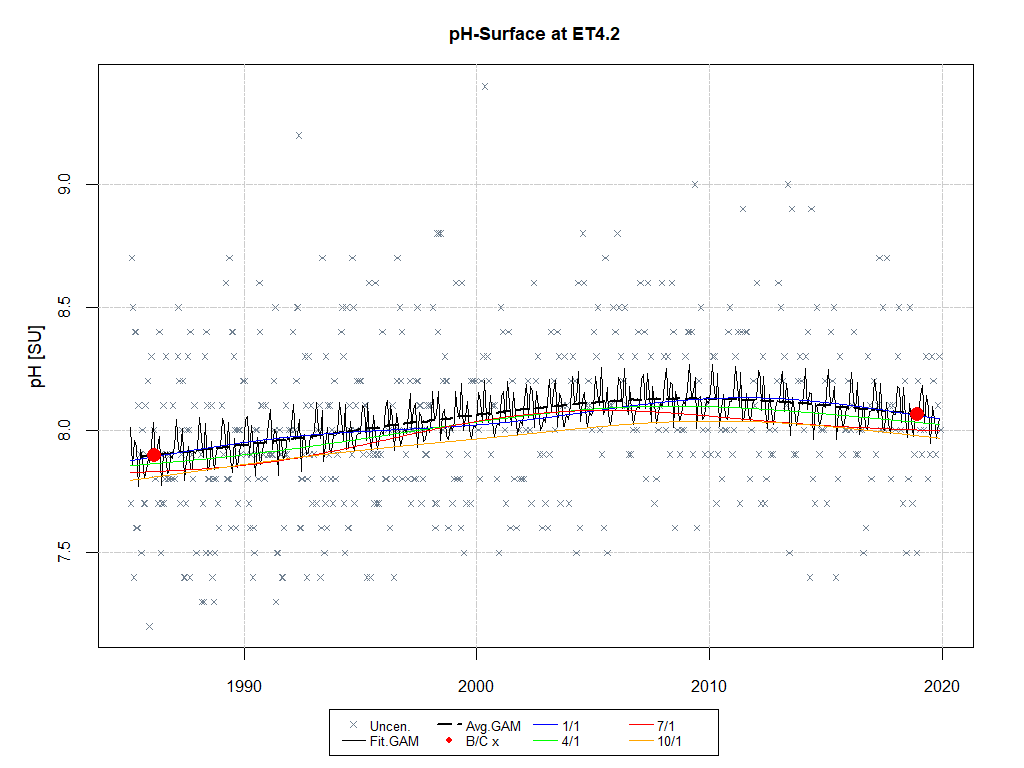 pH-Surface at ET4.2
pH [SU]
9.0
8.5
8.0
7.5
1990 2000 2010 2020
Uncen. Avg.GAM 1/1 7/1
Fit.GAM B/C x 4/1 10/1